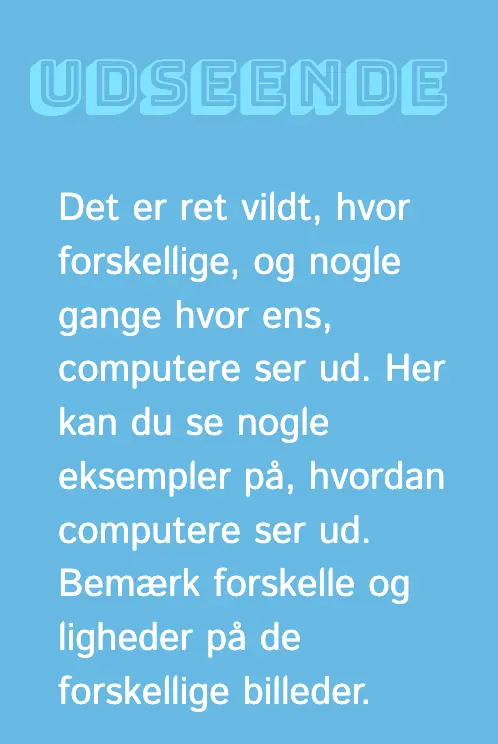 UDSEENDE
Det er ret vildt, hvor
forskellige, og nogle
gange hvor ens,
computere ser ud. Her
kan du se nogle
eksempler på, hvordan
computere ser ud.
Bemærk forskelle og
ligheder på de
forskellige billeder.